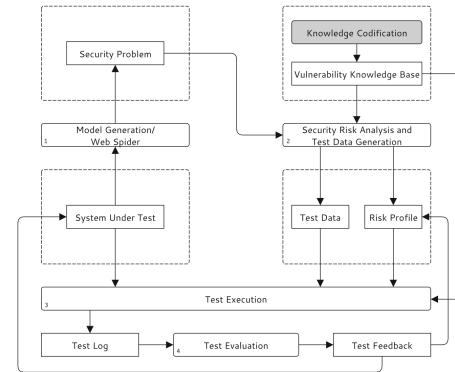 Knowledge Codification
Security Problem
Vulnerability Knowledge Base
Model Generation/
Web Spider
1
Security Risk Analysis and
Test Data Generation
2
System Under Test
Test Data
Risk Profile
Test Execution
3
Test Log
Test Evaluation
4
Test Feedback